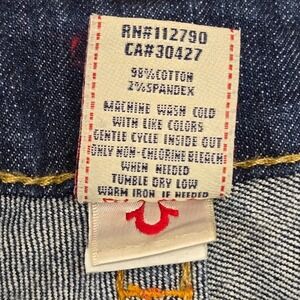 RN#112790
CA#30427
98%COTTON
2%SPANDEX
MACHINE WASH COLD
WITH LIKE COLORS
GENTLE CYCLE INSIDE OUT
ONLY NON-CHLORINE BLEACH
WHEN NEEDED
TUMBLE DRY LOW
WARM IRON IF NEEDED